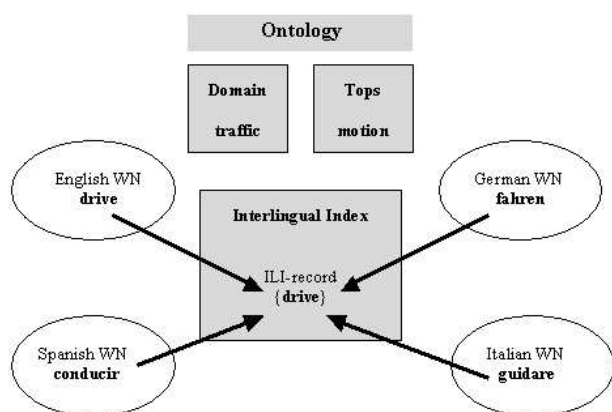 Ontology
Domain
traffic
Tops
motion
English WN
drive
German WN
fahren
Interlingual Index
ILI-record
{drive}
Spanish WN
conducir
Italian WN
guidare